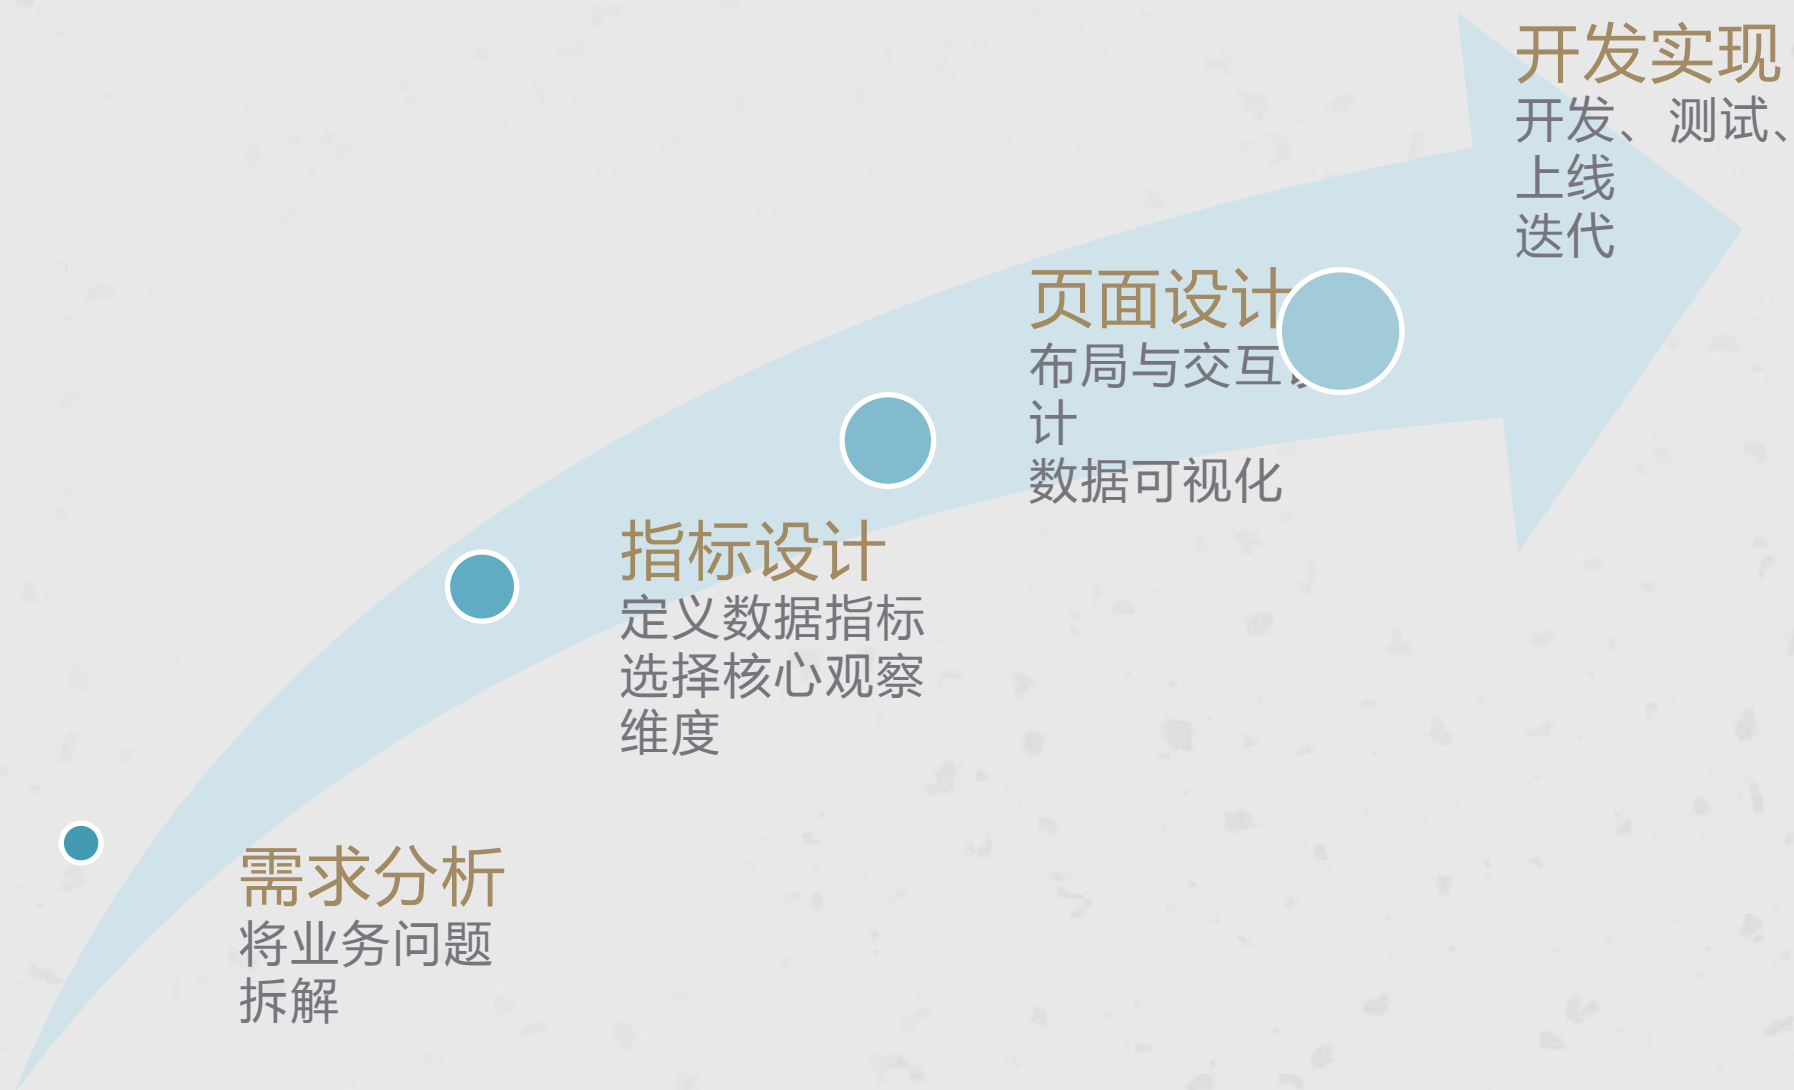 开发实现
开发、测试、
上线
迭代
页面设计
布局与交互设
计
数据可视化
指标设计
定义数据指标
选择核心观察
维度
需求分析
将业务问题
拆解